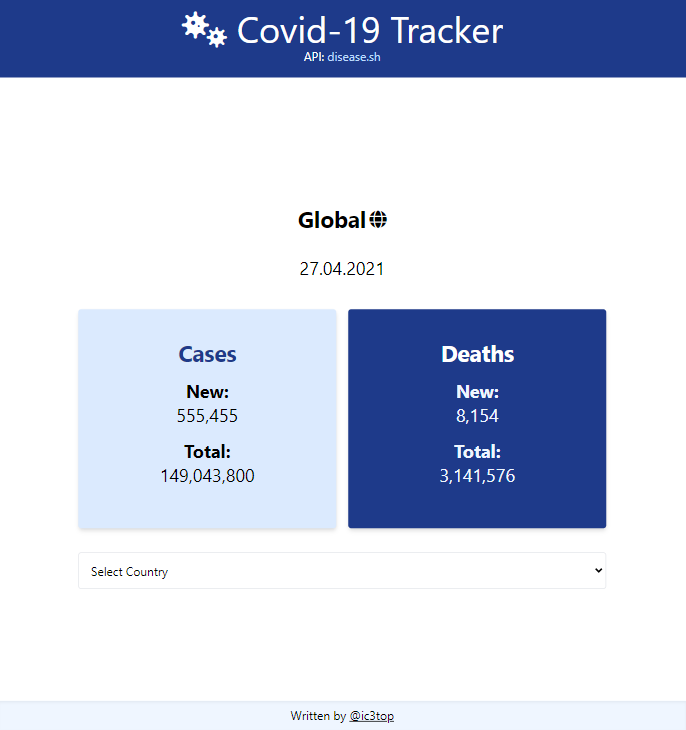 Covid-19 Tracker
API: disease.sh
Global
27.04.2021
Cases
New:
555,455
Total:
149,043,800
Deaths
New:
8,154
Total:
3,141,576
Select Country
Written by @ic3top